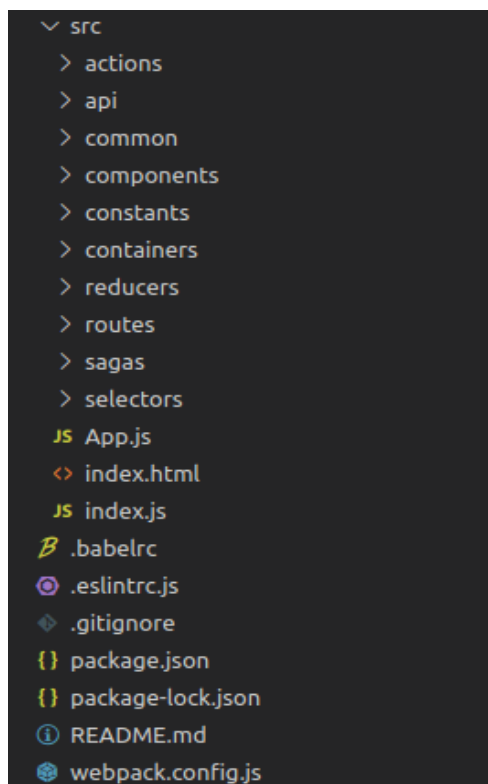 src
actions
api
common
components
constants
containers
reducers
routes
sagas
selectors
JS App.js
<> index.html
JS index.js
B .babelrc
.eslintrc.js
.gitignore
{} package.json
{} package-lock.json
README.md
webpack.config.js